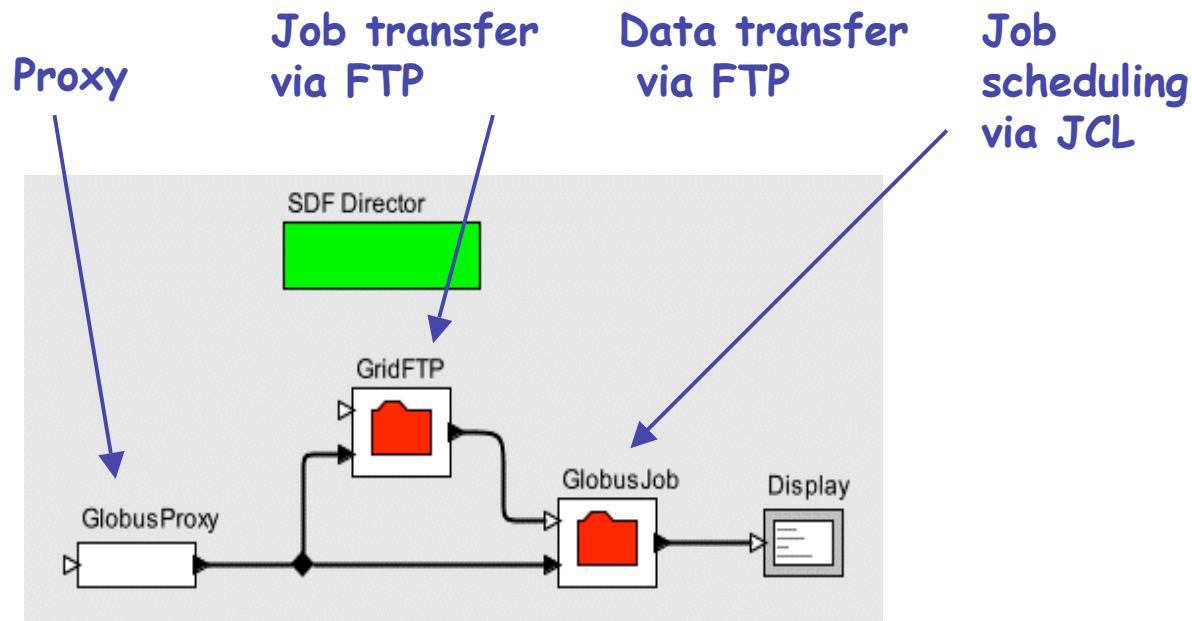 Proxy
Job transfer
via FTP
Data transfer
via FTP
Job
scheduling
via JCL
SDF Director
GridFTP
GlobusJob
Display
GlobusProxy